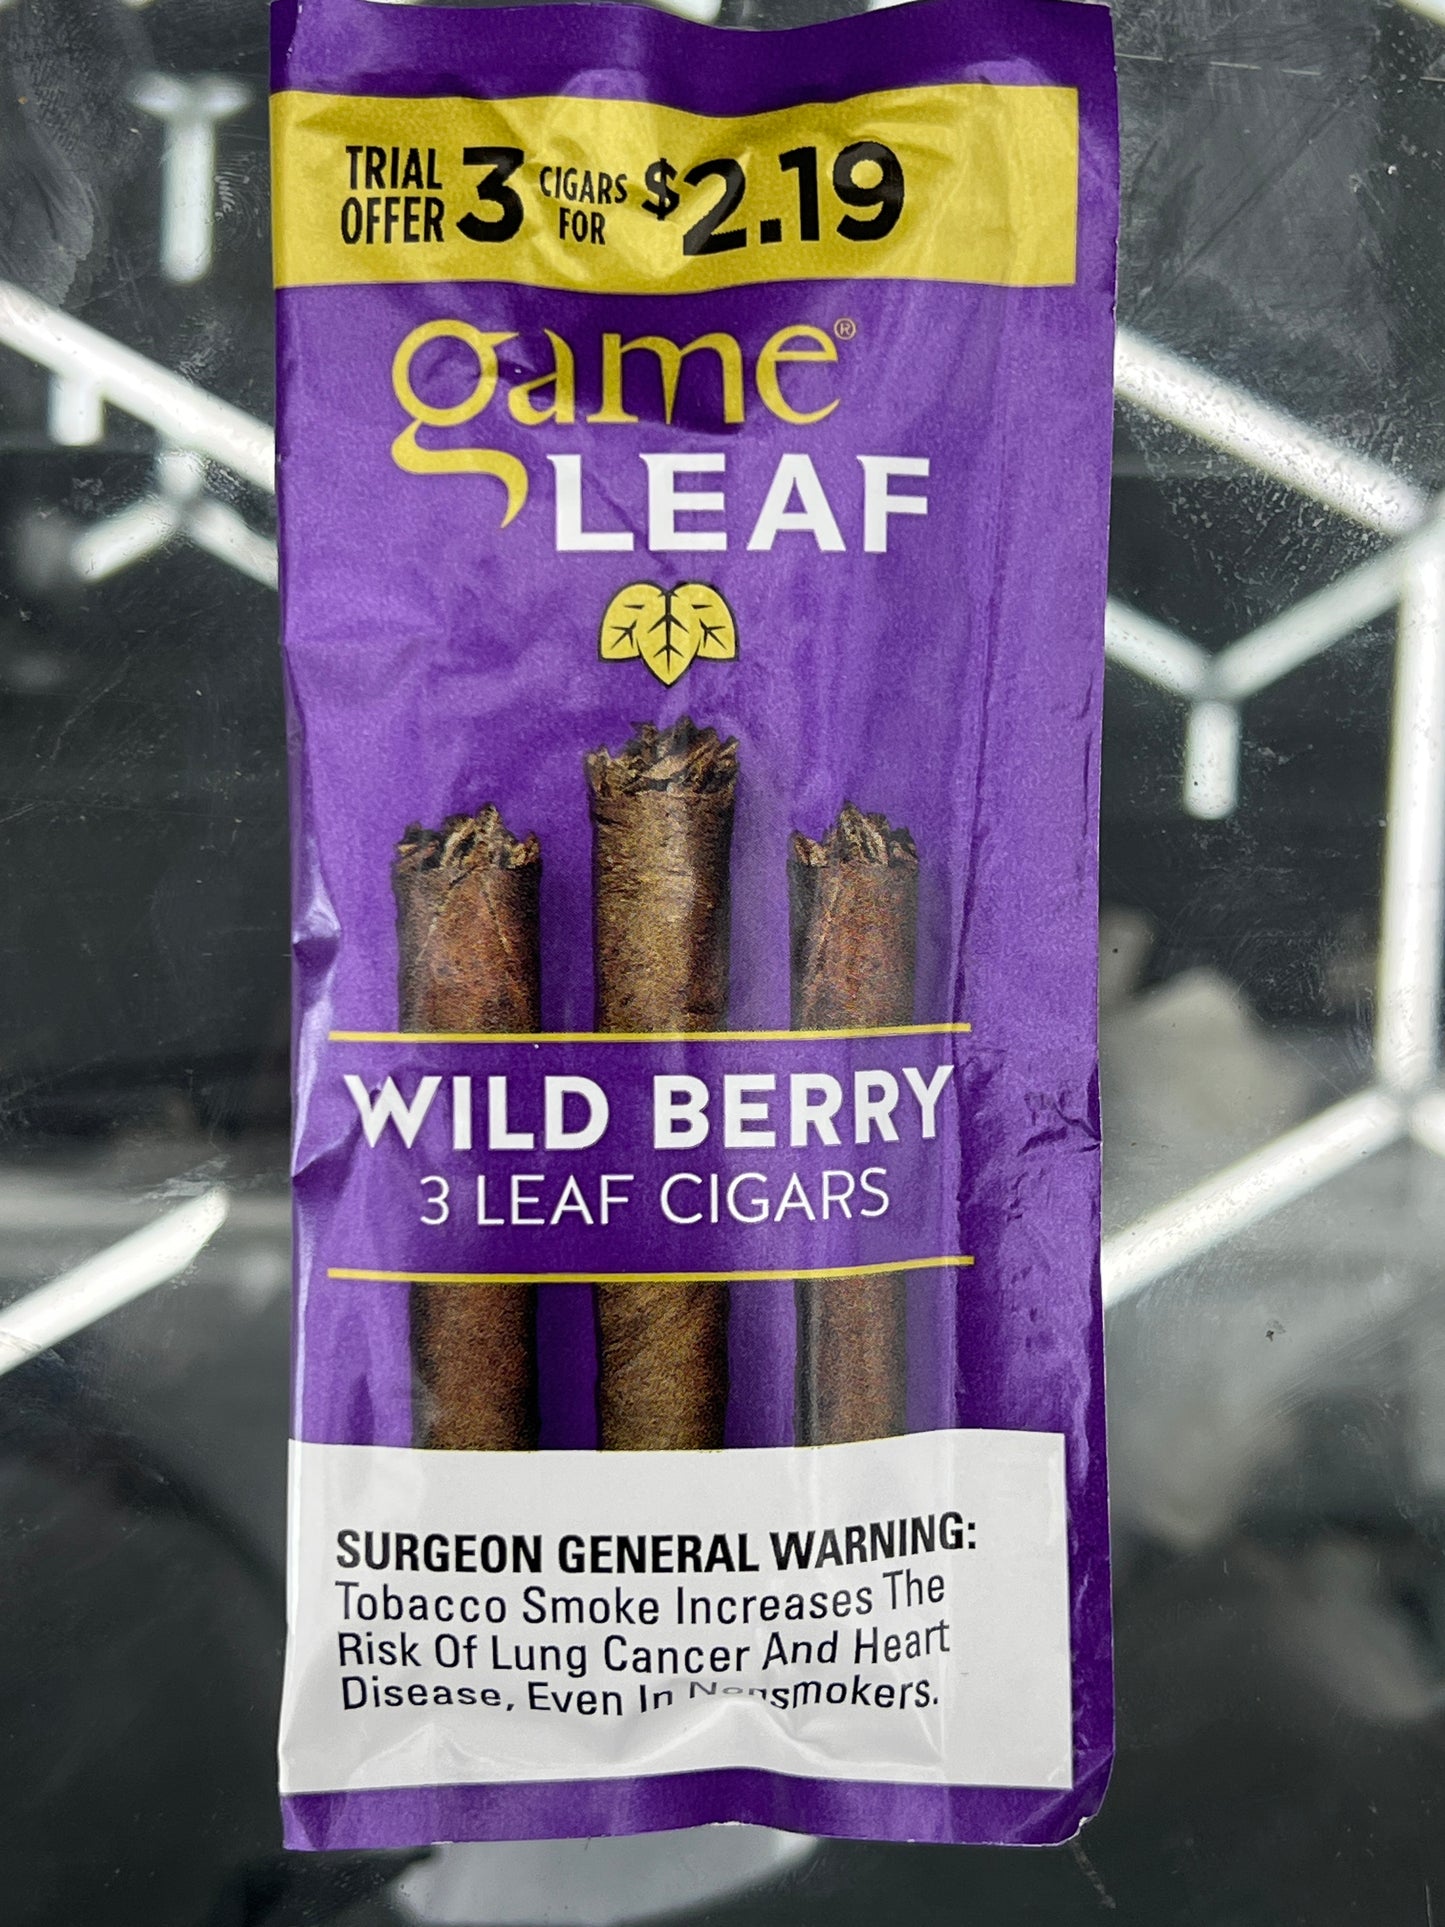 TRIAL OFFER 3 CIGARS FOR $2.19
game®
LEAF
WILD BERRY
3 LEAF CIGARS
SURGEON GENERAL WARNING:
Tobacco Smoke Increases The
Risk Of Lung Cancer And Heart
Disease, Even In Nonsmokers.